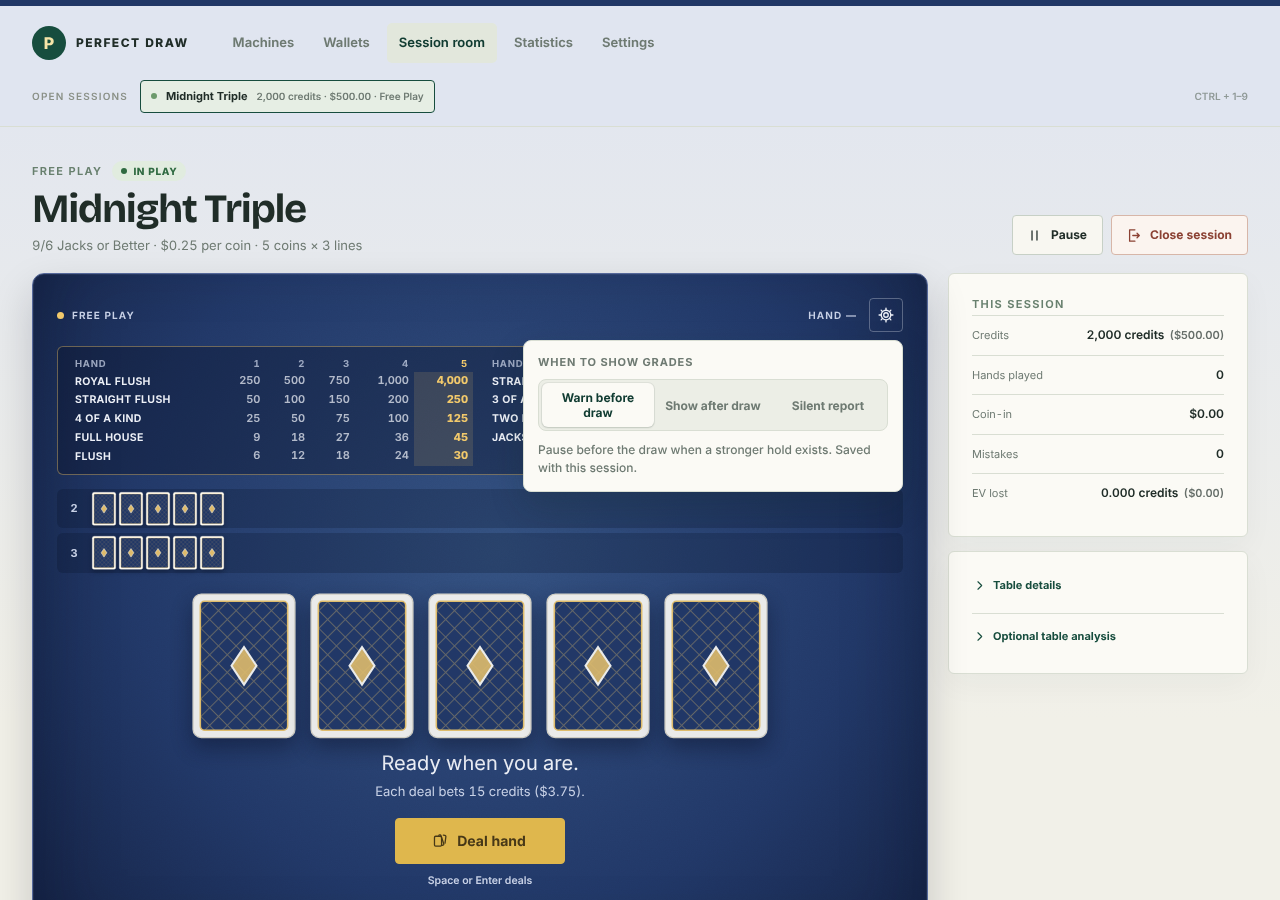 P PERFECT DRAW Machines Wallets Session room Statistics Settings
OPEN SESSIONS Midnight Triple 2,000 credits · $500.00 · Free Play CTRL + 1–9
FREE PLAY IN PLAY
Midnight Triple
9/6 Jacks or Better · $0.25 per coin · 5 coins × 3 lines
Pause Close session
FREE PLAY HAND —
HAND 1 2 3 4 5 HAND
ROYAL FLUSH 250 500 750 1,000 4,000
STRAIGHT FLUSH 50 100 150 200 250 3 OF
4 OF A KIND 25 50 75 100 125 TWO
FULL HOUSE 9 18 27 36 45 JACKS
FLUSH 6 12 18 24 30
WHEN TO SHOW GRADES
Warn before draw
Show after draw
Silent report
Pause before the draw when a stronger hold exists. Saved
with this session.
2
3
Ready when you are.
Each deal bets 15 credits ($3.75).
Deal hand
Space or Enter deals
THIS SESSION
Credits 2,000 credits ($500.00)
Hands played 0
Coin-in $0.00
Mistakes 0
EV lost 0.000 credits ($0.00)
Table details
Optional table analysis